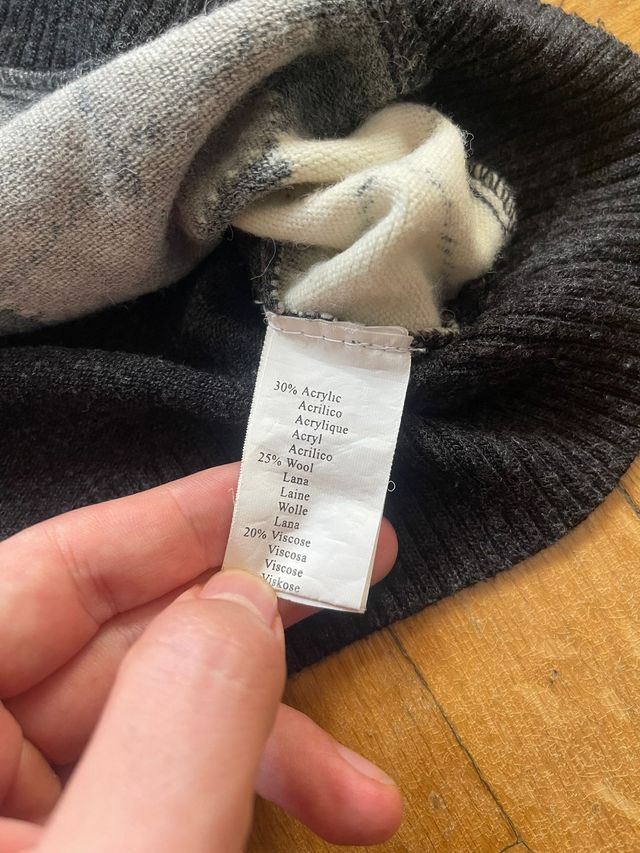 30% Acrylic
Acrilico
Acrylique
Acryl
Acrilico
25% Wool
Lana
Laine
Wolle
Lana
20% Viscose
Viscosa
Viscose
Viskose